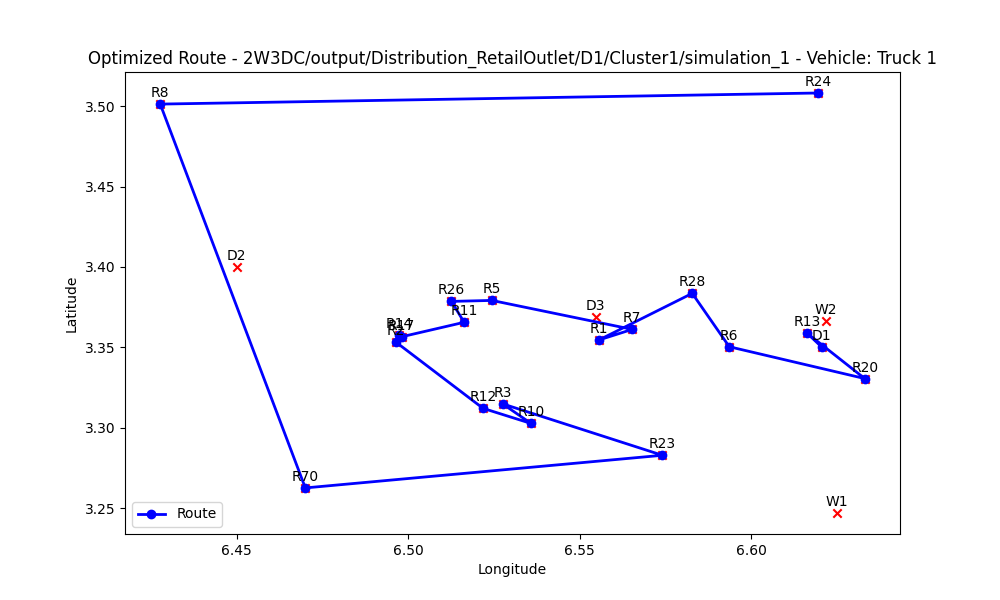 Optimized Route - 2W3DC/output/Distribution_RetailOutlet/D1/Cluster1/simulation_1 - Vehicle: Truck 1
R8
R24
3.50
3.45
D2
3.40
R26
R5
R28
D3
R11
R7
W2
R1
R13
R6
D1
3.35
R20
Latitude
R12
R3
R10
3.30
R23
R70
3.25
W1
Route
6.45
6.50
6.55
6.60
Longitude